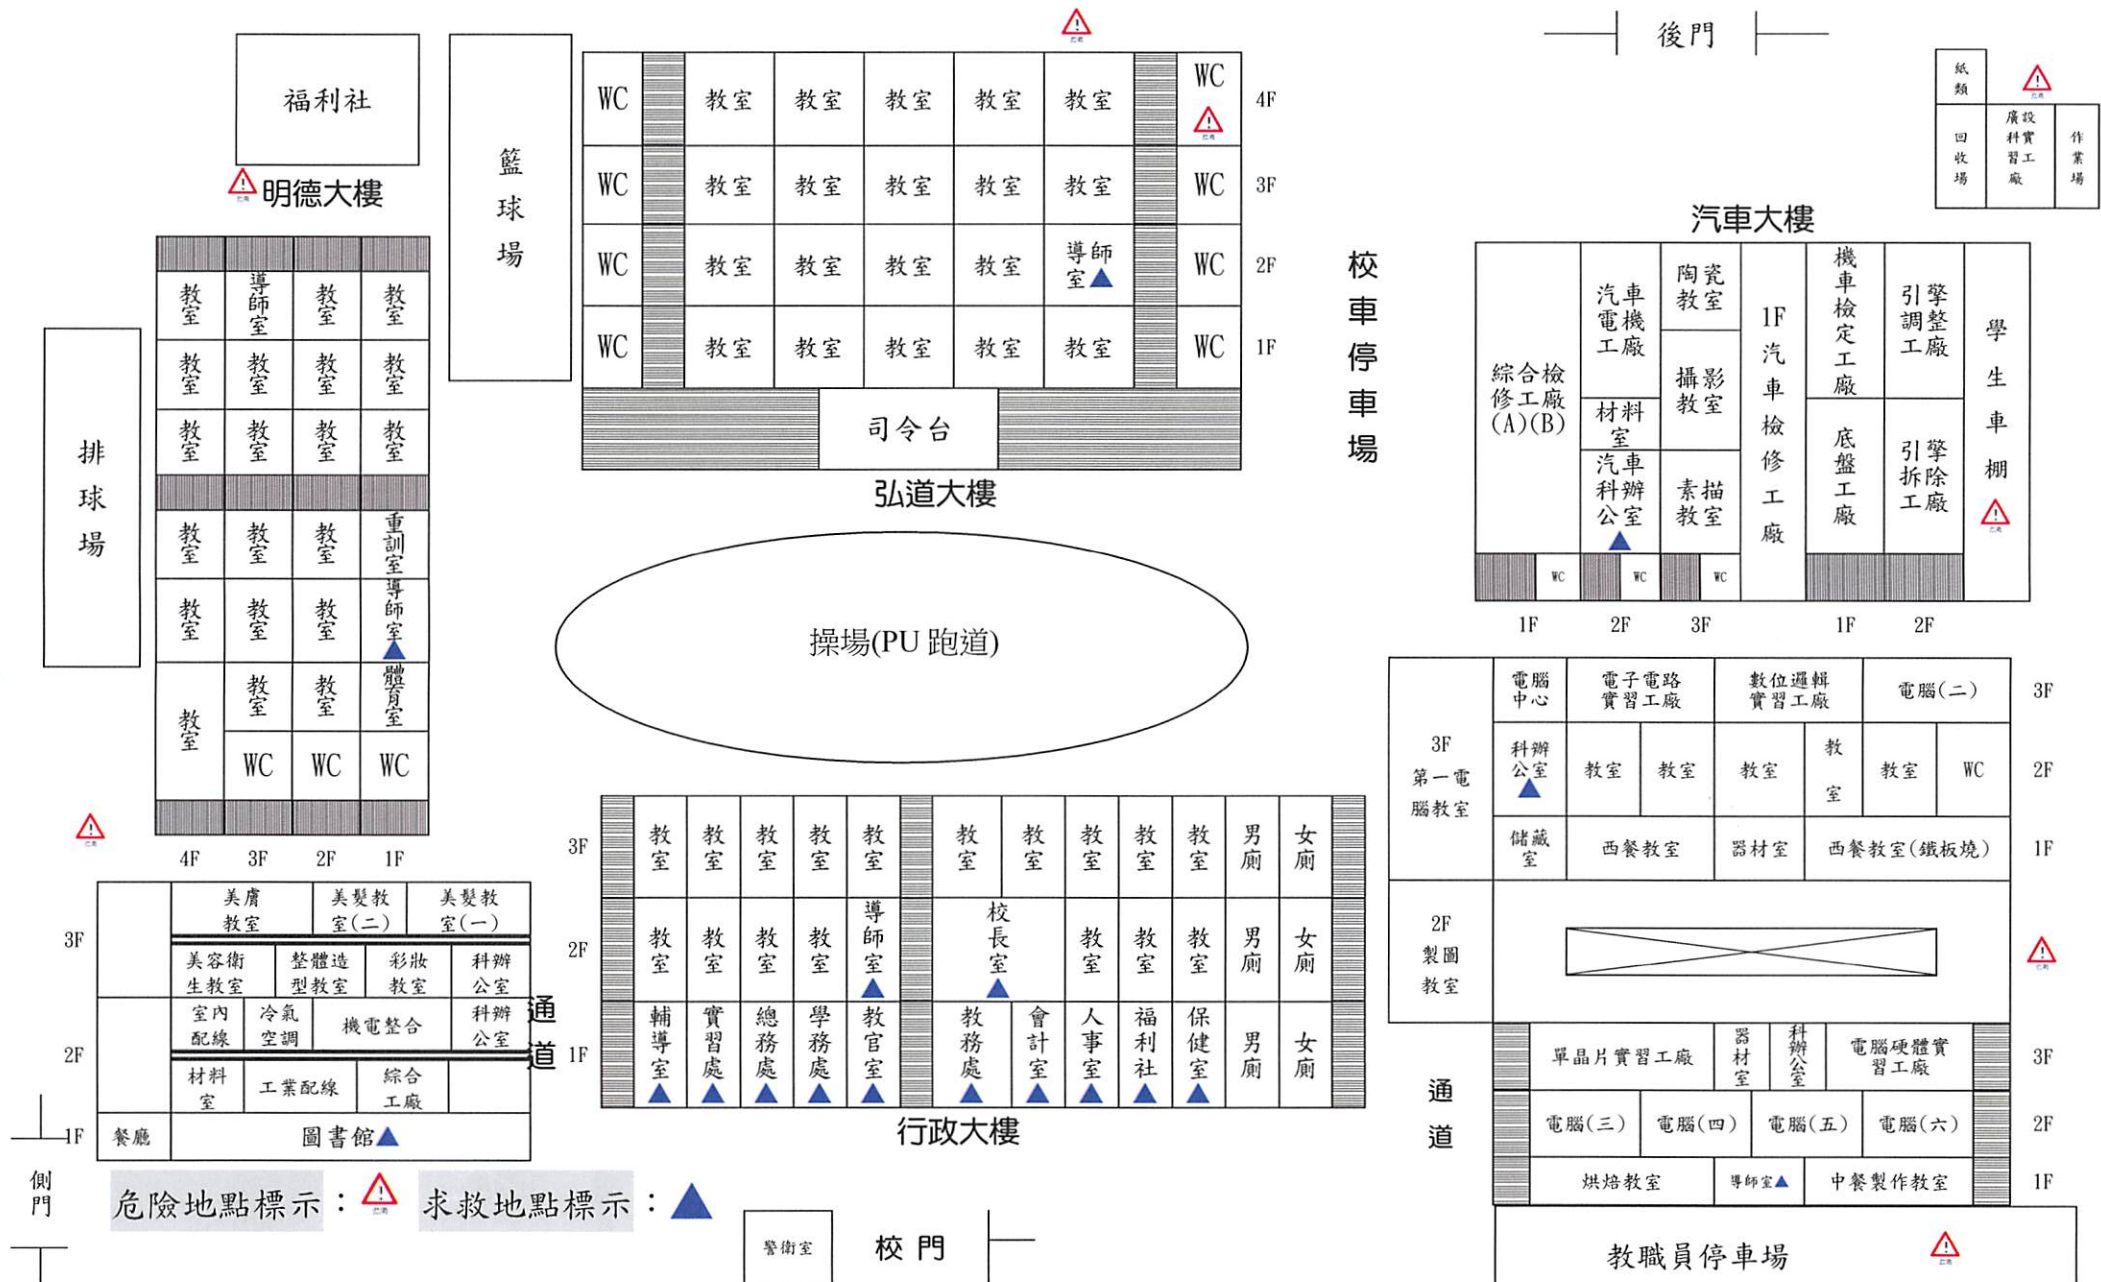 後門
福利社
明德大樓
籃球場
WC
教室
教室
教室
教室
教室
WC
4F
WC
教室
教室
教室
教室
教室
WC
3F
WC
教室
教室
教室
教室
導師室
WC
2F
WC
教室
教室
教室
教室
教室
WC
1F
司令台
弘道大樓
校車停車場
紙類
回收場
廣設科實習工廠
作業場
汽車大樓
綜合檢
修工廠
(A)(B)
汽車電機工廠
材料室
汽車科辦公室
陶瓷教室
攝影教室
素描教室
1F汽車檢修工廠
機車檢定工廠
底盤工廠
引擎調整工廠
引擎拆除工廠
學生車棚
WC
WC
WC
1F
2F
3F
1F
2F
排球場
教室
導師室
教室
教室
教室
教室
教室
教室
教室
教室
教室
教室
教室
教室
教室
重訓室
教室
教室
教室
導師室
教室
教室
教室
體育室
WC
WC
WC
4F
3F
2F
1F
操場(PU 跑道)
3F
第一電
腦教室
電腦中心
電子電路實習工廠
數位邏輯實習工廠
電腦(二)
3F
科辦公室
教室
教室
教室
教室
教室
WC
2F
儲藏室
西餐教室
器材室
西餐教室(鐵板燒)
1F
2F
製圖
教室
3F
教室
教室
教室
教室
教室
教室
教室
教室
教室
教室
男廁
女廁
2F
教室
教室
教室
教室
導師室
校長室
教室
教室
教室
男廁
女廁
1F
輔導室
實習處
總務處
學務處
教官室
教務處
會計室
人事室
福利社
保健室
男廁
女廁
行政大樓
3F
美膚教室
美髮教室(二)
美髮教室(一)
美容衛生教室
整體造型教室
彩妝教室
科辦公室
2F
室內配線
冷氣空調
機電整合
科辦公室
材料室
工業配線
綜合工廠
1F
餐廳
圖書館
通道
通道
單晶片實習工廠
器材室
科辦公室
電腦硬體實習工廠
3F
電腦(三)
電腦(四)
電腦(五)
電腦(六)
2F
烘焙教室
導師室
中餐製作教室
1F
側門
危險地點標示：
求救地點標示：
警衛室
校門
教職員停車場